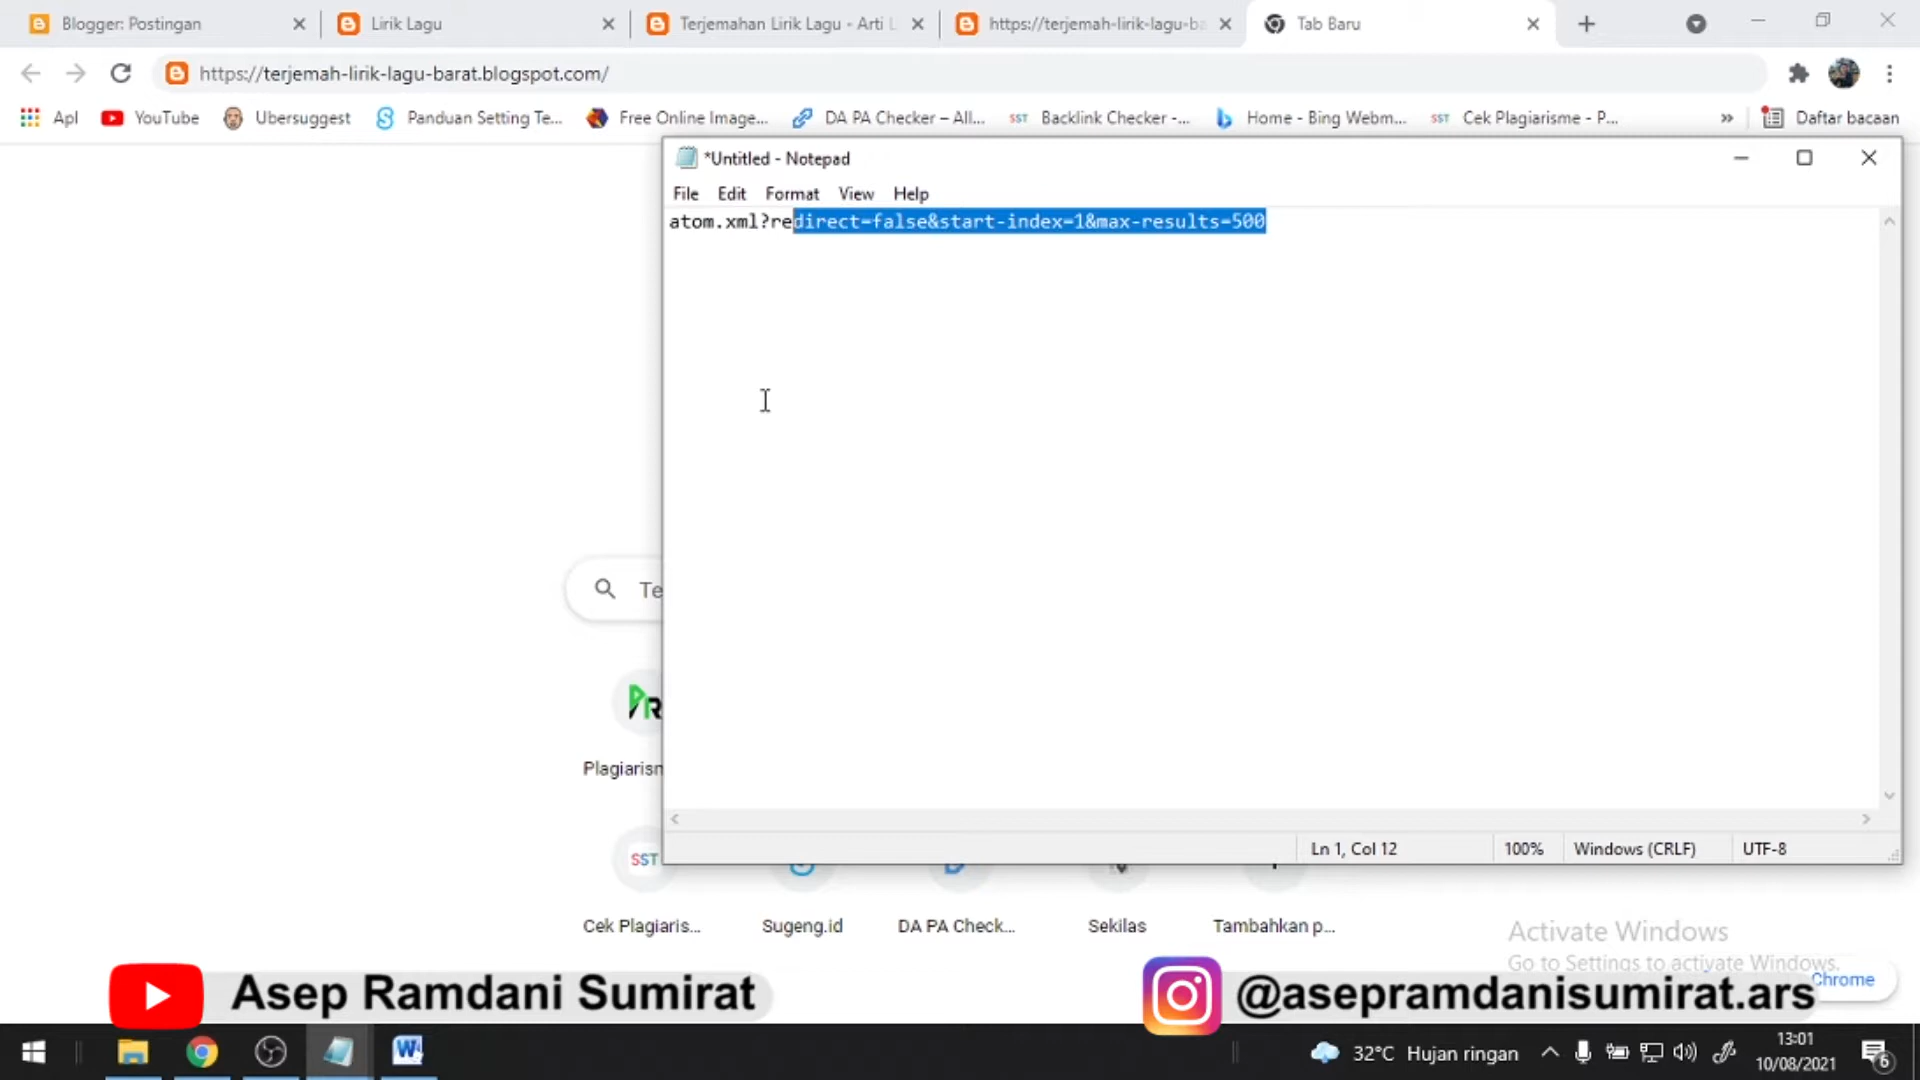 Blogger: Postingan
Lirik Lagu
Terjemahan Lirik Lagu - Arti L
https://terjemah-lirik-lagu-ba
Tab Baru
https://terjemah-lirik-lagu-barat.blogspot.com/
Apl
YouTube
Ubersuggest
Panduan Setting Te...
Free Online Image...
DA PA Checker – All...
SST
Backlink Checker -...
Home - Bing Webm...
SST
Cek Plagiarisme - P...
Daftar bacaan
*Untitled - Notepad
File Edit Format View Help
atom.xml?redirect=false&start-index=1&max-results=500
Te
Plagiarism
Ln 1, Col 12
100%
Windows (CRLF)
UTF-8
SST
Cek Plagiaris...
Sugeng.id
DA PA Check...
Sekilas
Tambahkan p...
Activate Windows
Go to Settings to activate Windows.
Chrome
Asep Ramdani Sumirat
@asepramdanisumirat.ars
32°C Hujan ringan
13:01
10/08/2021
6